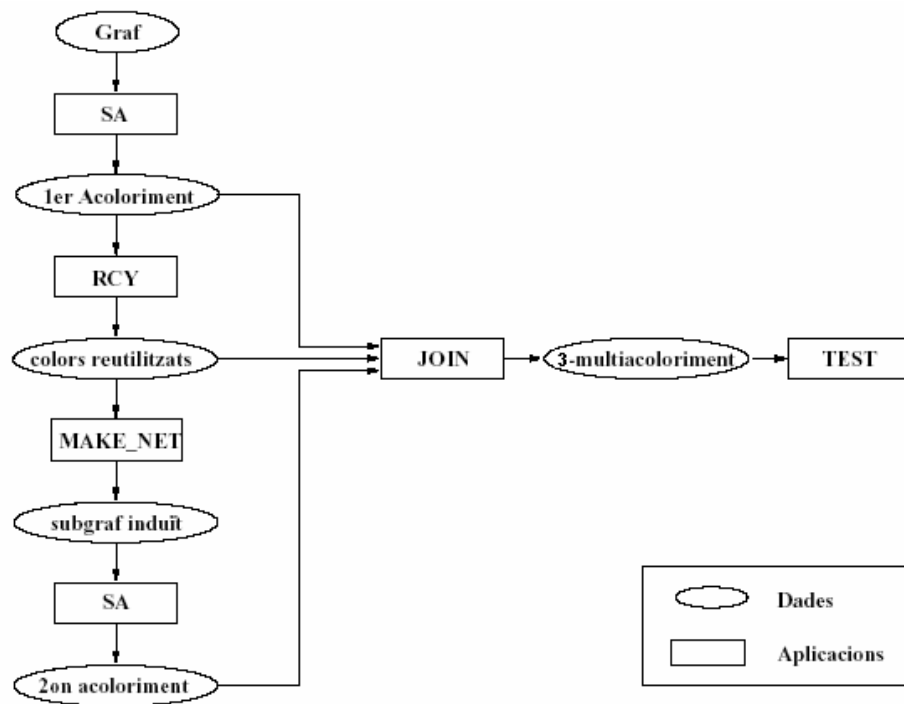 Graf
SA
1er Acoloriment
RCY
colors reutilitzats
JOIN
3-multiacoloriment
TEST
MAKE_NET
subgraf induït
SA
2on acoloriment
Dades
Aplicacions